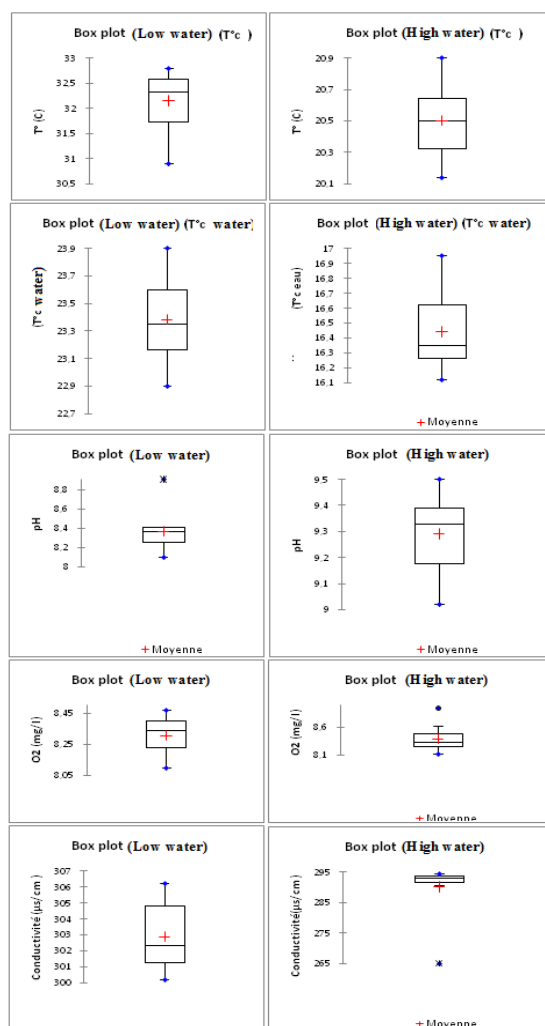 Box plot (Low water) (T°c )
33
32.5
32
31.5
31
30.5
T° (C)
Box plot (High water) (T°c )
20.9
20.7
20.5
20.3
20.1
T° (C)
Box plot (Low water) (T°c water)
23.9
23.7
23.5
23.3
23.1
22.9
22.7
(T°c water)
Box plot (High water) (T°c water)
17
16.9
16.8
16.7
16.6
16.5
16.4
16.3
16.2
16.1
(T°c eau)
Moyenne
Box plot (Low water)
8.8
8.6
8.4
8.2
8
pH
Moyenne
Box plot (High water)
9.5
9.4
9.3
9.2
9.1
9
pH
Box plot (Low water)
8.45
8.25
8.05
O2 (mg/l)
Box plot (High water)
8.6
8.1
O2 (mg/l)
Moyenne
Box plot (Low water)
307
306
305
304
303
302
301
300
Conductivité(µs/cm)
Box plot (High water)
295
285
275
265
Conductivité(µs/cm)
Moyenne